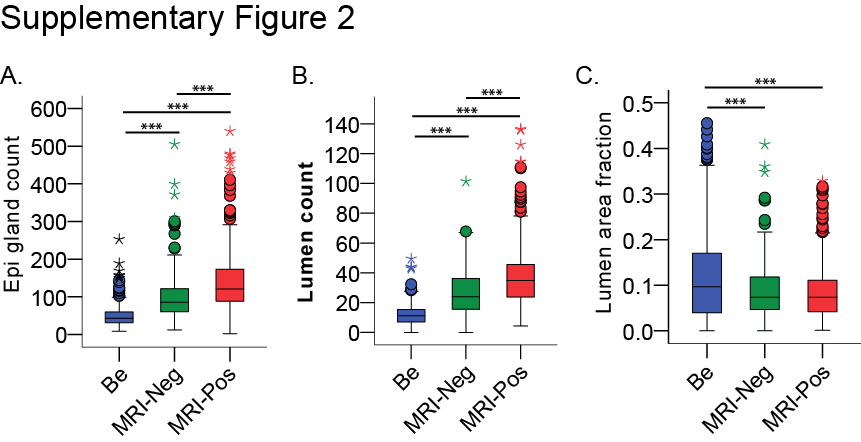 Supplementary Figure 2
A.
Epi gland count
600
500
400
300
200
100
0
***
***
***
Be
MRI-Neg
MRI-Pos
B.
Lumen count
140
120
100
80
60
40
20
0
***
***
***
Be
MRI-Neg
MRI-Pos
C.
Lumen area fraction
0.5
0.4
0.3
0.2
0.1
0.0
***
***
Be
MRI-Neg
MRI-Pos